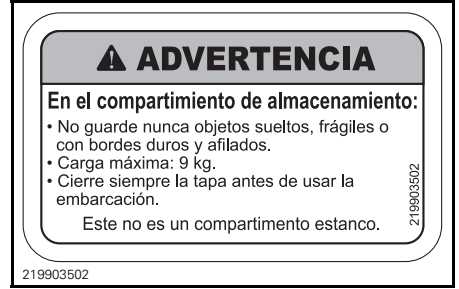 ADVERTENCIA
En el compartimiento de almacenamiento:
• No guarde nunca objetos sueltos, frágiles o
con bordes duros y afilados.
• Carga máxima: 9 kg.
• Cierre siempre la tapa antes de usar la
embarcación.
Este no es un compartimento estanco.
219903502
219903502